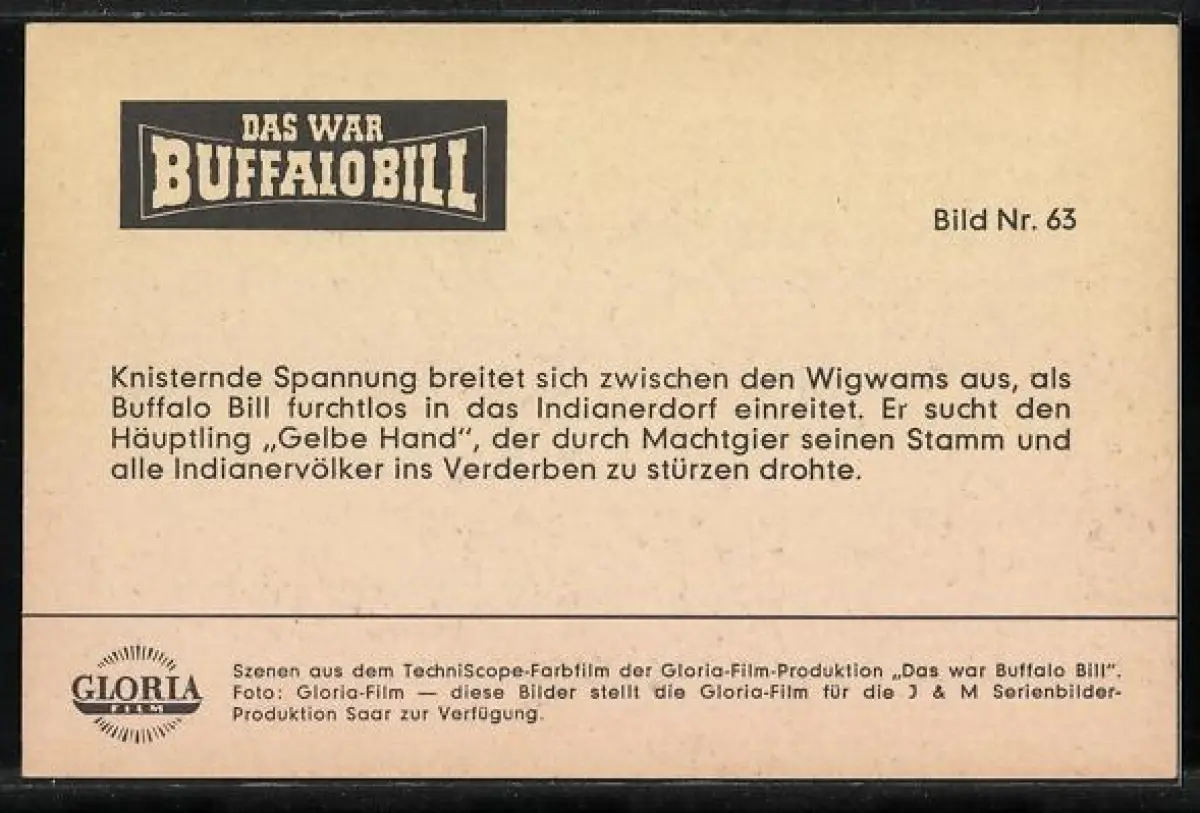 DAS WAR
BUFFALO BILL
Bild Nr. 63
Knisternde Spannung breitet sich zwischen den Wigwams aus, als
Buffalo Bill furchtlos in das Indianerdorf einreitet. Er sucht den
Häuptling „Gelbe Hand“, der durch Machtgier seinen Stamm und
alle Indianervölker ins Verderben zu stürzen drohte.
GLORIA
FILM
Szenen aus dem TechniScope-Farbfilm der Gloria-Film-Produktion „Das war Buffalo Bill“.
Foto: Gloria-Film — diese Bilder stellt die Gloria-Film für die J & M Serienbilder-
Produktion Saar zur Verfügung.